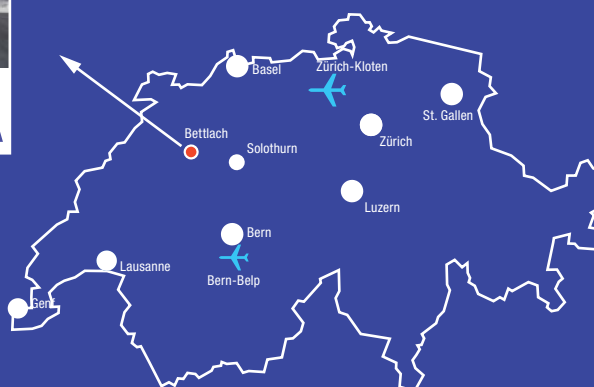 Basel
Zürich-Kloten
St. Gallen
Bettlach
Zürich
Solothurn
Luzern
Bern
Lausanne
Bern-Belp
Genf